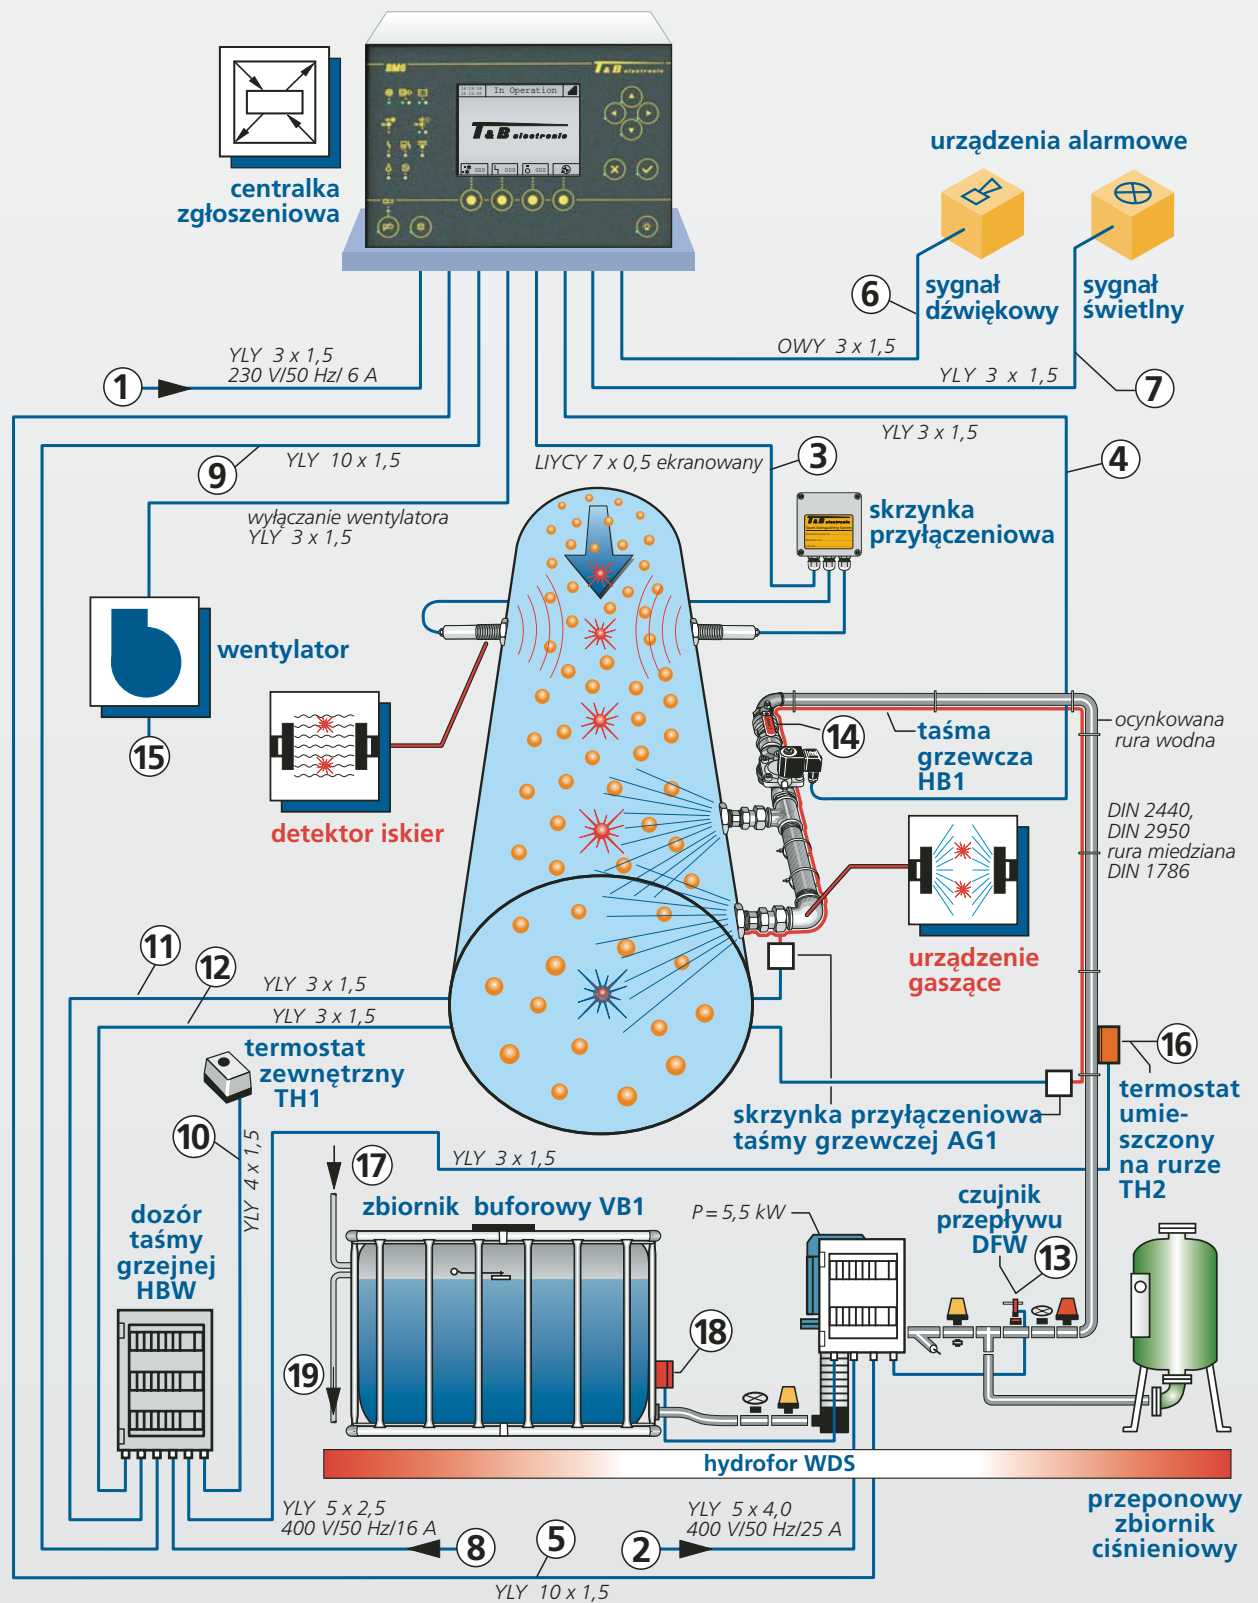 BMG
T&B electronic
In Operation
T&B electronic
000
000
000
centralka
zgłoszeniowa
urządzenia alarmowe
sygnał
dźwiękowy
sygnał
świetlny
6
7
OWY 3 x 1,5
YLY 3 x 1,5
YLY 3 x 1,5
230 V/50 Hz/ 6 A
1
9
YLY 10 x 1,5
LIYCY 7 x 0,5 ekranowany
3
YLY 3 x 1,5
4
wyłączanie wentylatora
YLY 3 x 1,5
T&B electronic
skrzynka
przyłączeniowa
wentylator
15
detektor iskier
14
taśma
grzewcza
HB1
ocynkowana
rura wodna
DIN 2440,
DIN 2950
rura miedziana
DIN 1786
urządzenie
gaszące
11
12
YLY 3 x 1,5
YLY 3 x 1,5
termostat
zewnętrzny
TH1
10
YLY 4 x 1,5
16
termostat
umie-
szczony
na rurze
TH2
skrzynka przyłączeniowa
taśmy grzewczej AG1
YLY 3 x 1,5
17
zbiornik buforowy VB1
P = 5,5 kW
czujnik
przepływu
DFW
13
dozór
taśmy
grzejnej
HBW
18
19
hydrofor WDS
YLY 5 x 2,5
400 V/50 Hz/16 A
8
YLY 5 x 4,0
400 V/50 Hz/25 A
2
5
YLY 10 x 1,5
przeponowy
zbiornik
ciśnieniowy